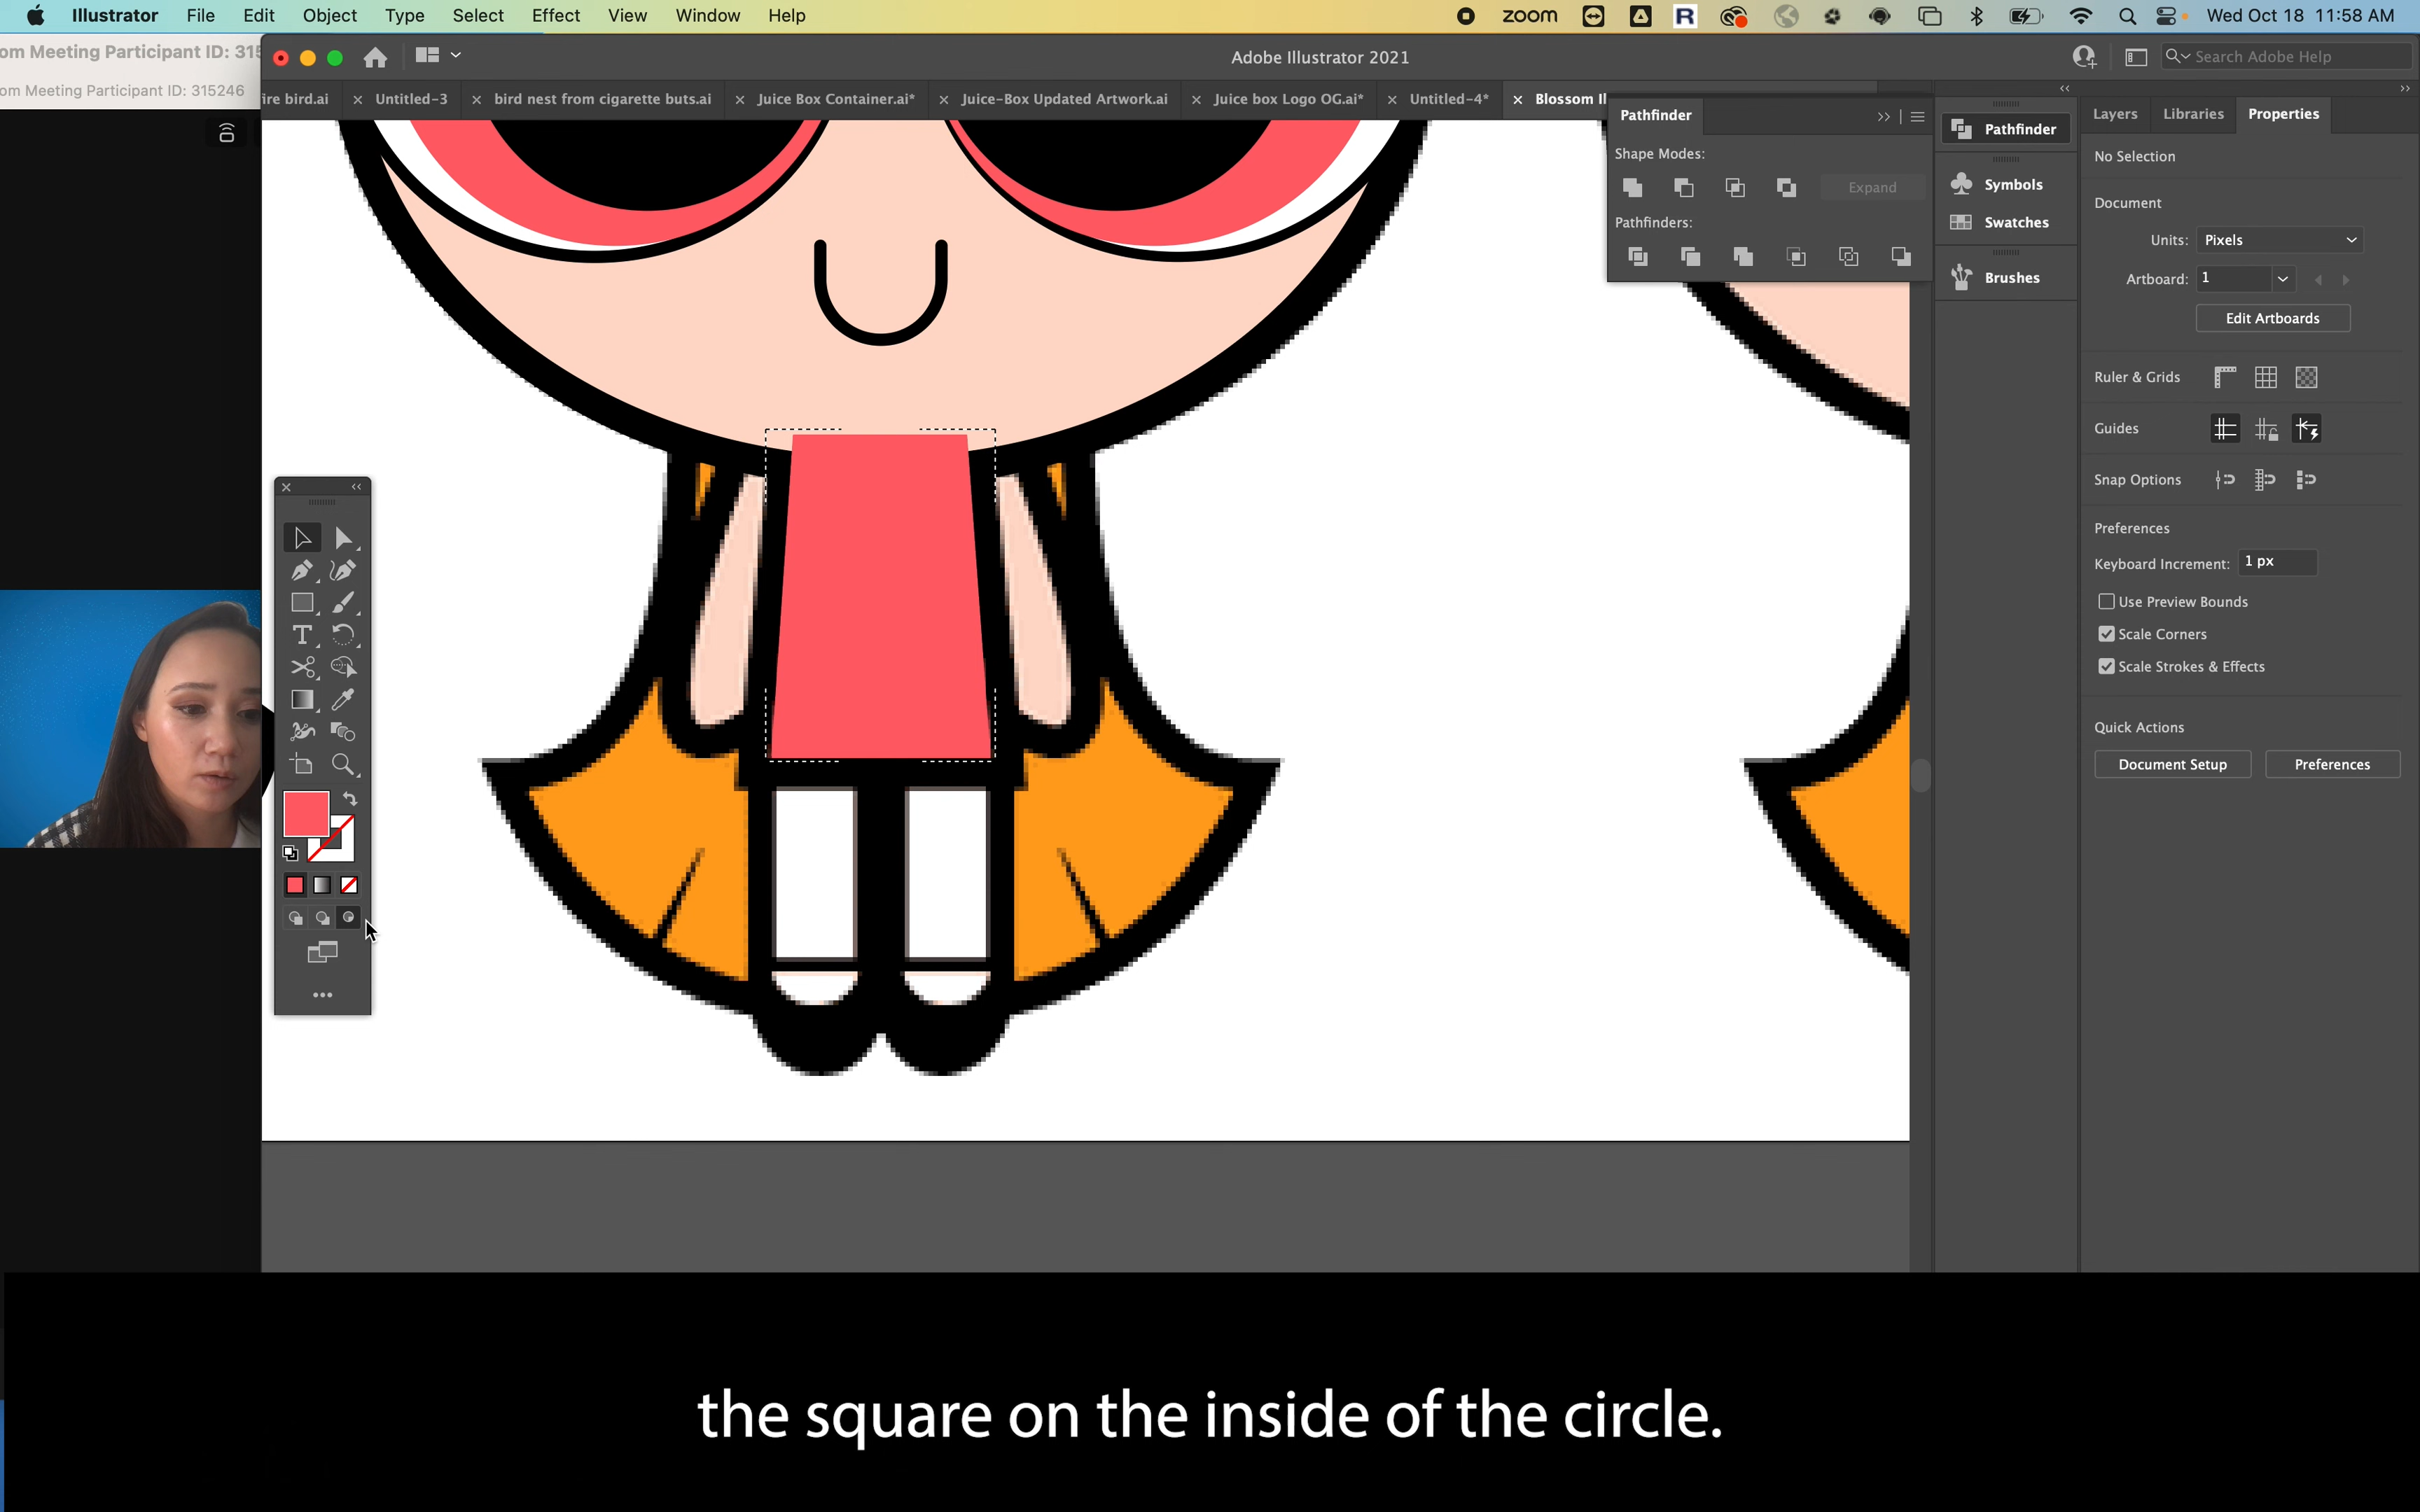 Illustrator File Edit Object Type Select Effect View Window Help
zoom
R
Wed Oct 18 11:58 AM
om Meeting Participant ID: 315
om Meeting Participant ID: 315246
Adobe Illustrator 2021
Search Adobe Help
ire bird.ai
Untitled-3
bird nest from cigarette buts.ai
Juice Box Container.ai*
Juice-Box Updated Artwork.ai
Juice box Logo OG.ai*
Untitled-4*
Blossom Il
Pathfinder
Shape Modes:
Expand
Pathfinders:
Pathfinder
Symbols
Swatches
Brushes
Layers Libraries Properties
No Selection
Document
Units: Pixels
Artboard: 1
Edit Artboards
Ruler & Grids
Guides
Snap Options
Preferences
Keyboard Increment: 1 px
Use Preview Bounds
Scale Corners
Scale Strokes & Effects
Quick Actions
Document Setup Preferences
the square on the inside of the circle.